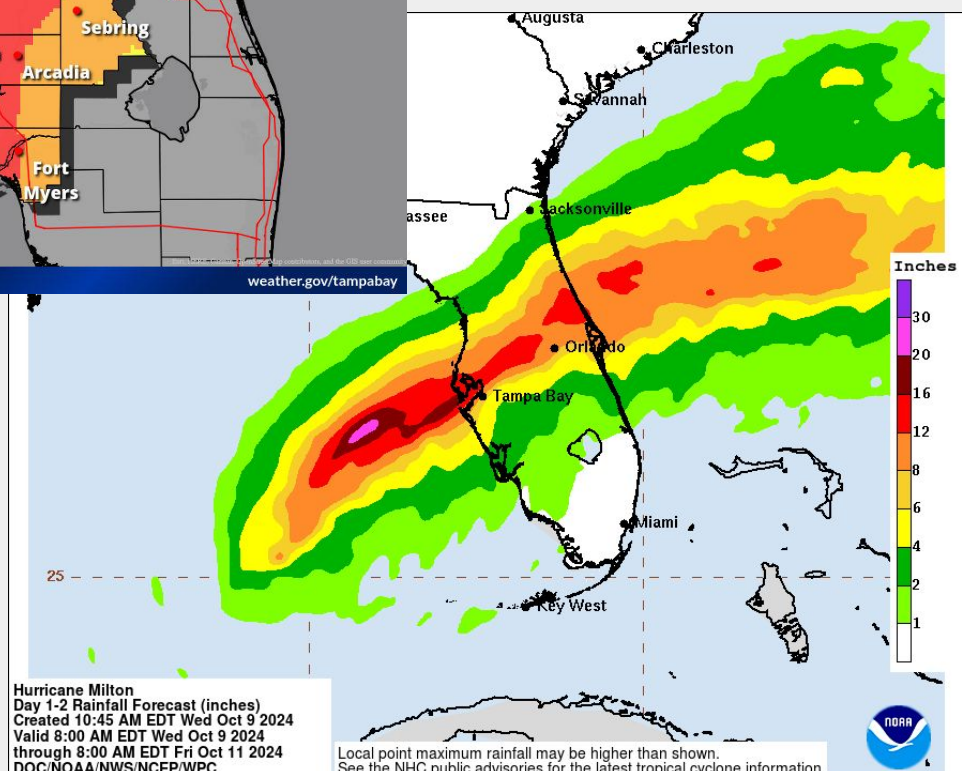 Sebring
Arcadia
Fort
Myers
weather.gov/tampabay
Augusta
Charleston
Savannah
assee
Jacksonville
Orlando
Tampa Bay
Miami
Key West
25
Inches
30
20
16
12
8
6
4
2
1
Hurricane Milton
Day 1-2 Rainfall Forecast (inches)
Created 10:45 AM EDT Wed Oct 9 2024
Valid 8:00 AM EDT Wed Oct 9 2024
through 8:00 AM EDT Fri Oct 11 2024
DOC/NOAA/NWS/NCEP/WPC
Local point maximum rainfall may be higher than shown.
See the NHC public advisories for the latest tropical cyclone information
NOAA